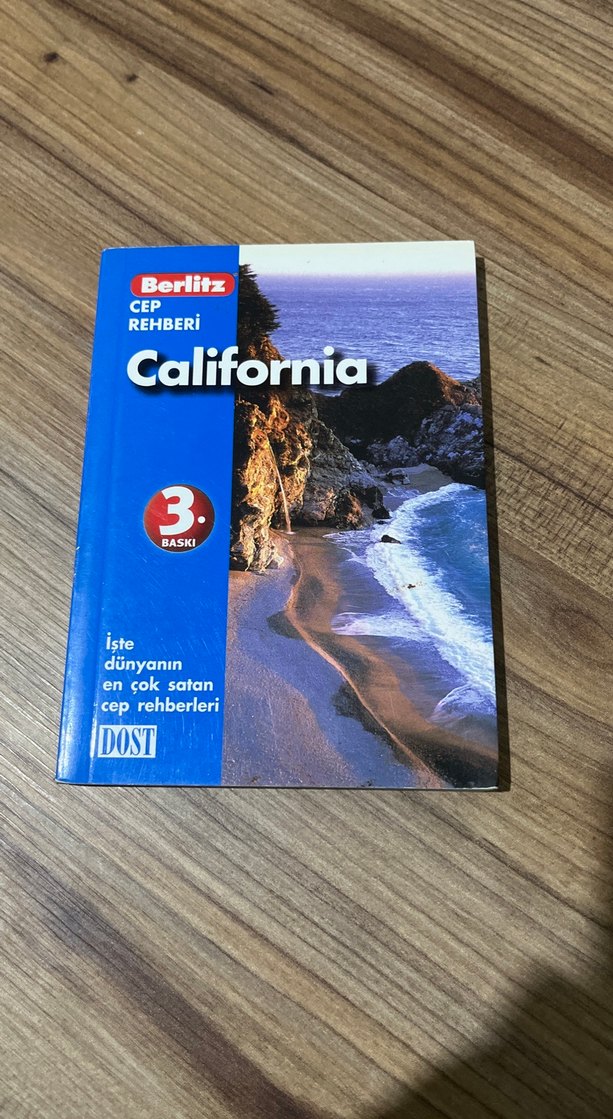 Berlitz
CEP
REHBERİ
California
3.
BASKI
İşte
dünyanın
en çok satan
cep rehberleri
DOST